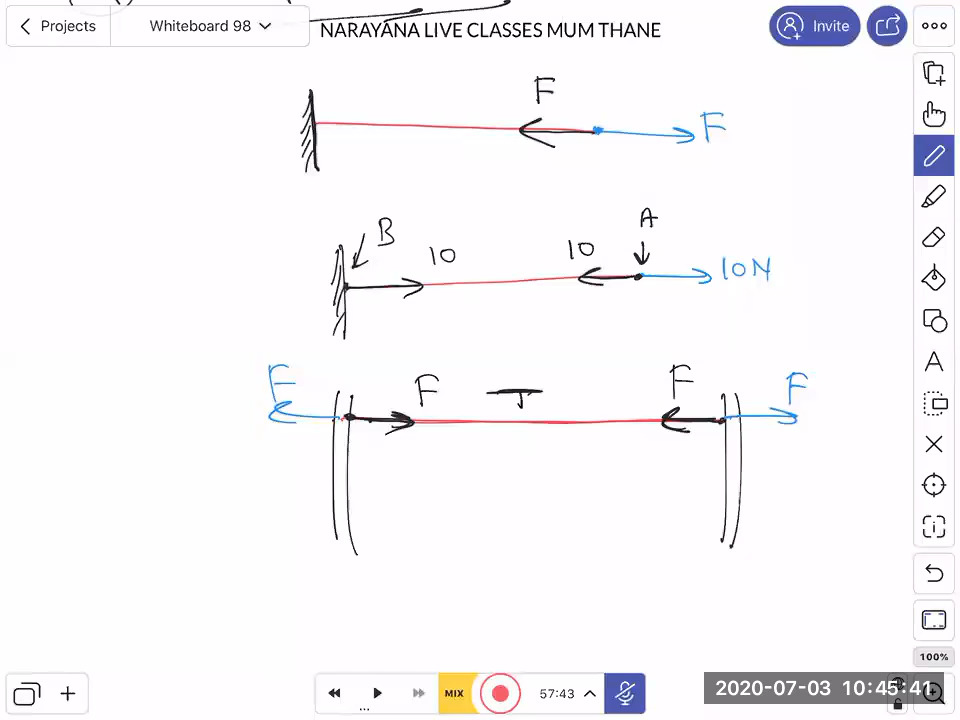 Projects
Whiteboard 98
NARAYANA LIVE CLASSES MUM THANE
Invite
F
F
B
A
10
10
10N
F
F
T
F
F
A
100%
MIX
57:43
2020-07-03 10:45:41